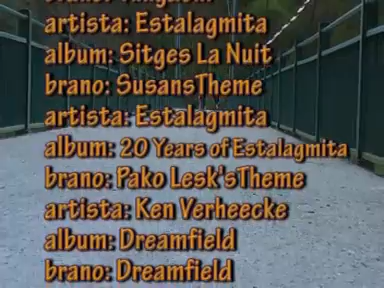 artista: Estalagmita
album: Sitges La Nuit
brano: SusansTheme
artista: Estalagmita
album: 20 Years of Estalagmita
brano: Pako Lesk'sTheme
artista: Ken Verheecke
album: Dreamfield
brano: Dreamfield